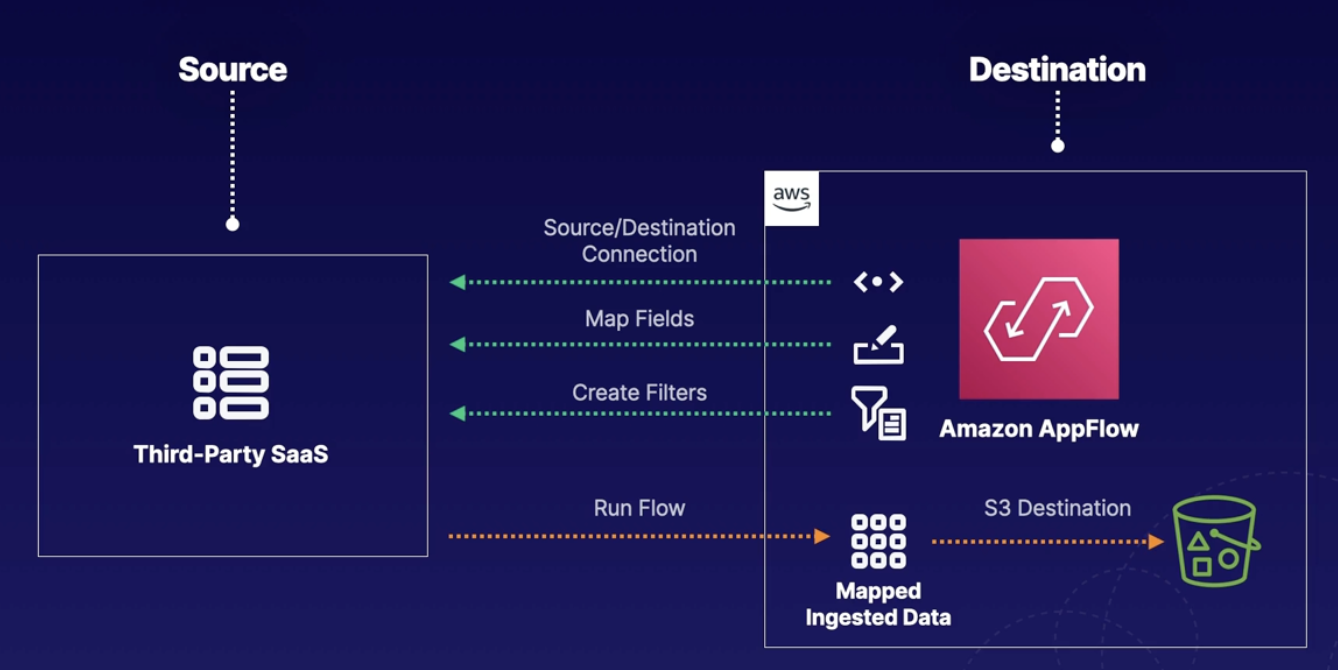 Source
Destination
aws
Source/Destination
Connection
Map Fields
Create Filters
Amazon AppFlow
Third-Party SaaS
Run Flow
S3 Destination
Mapped
Ingested Data